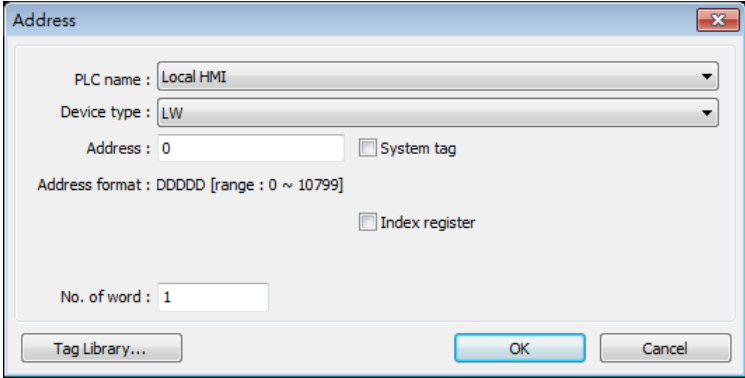 Address
PLC name : Local HMI
Device type : LW
Address : 0 System tag
Address format : DDDDD [range : 0 ~ 10799]
Index register
No. of word : 1
Tag Library... OK Cancel